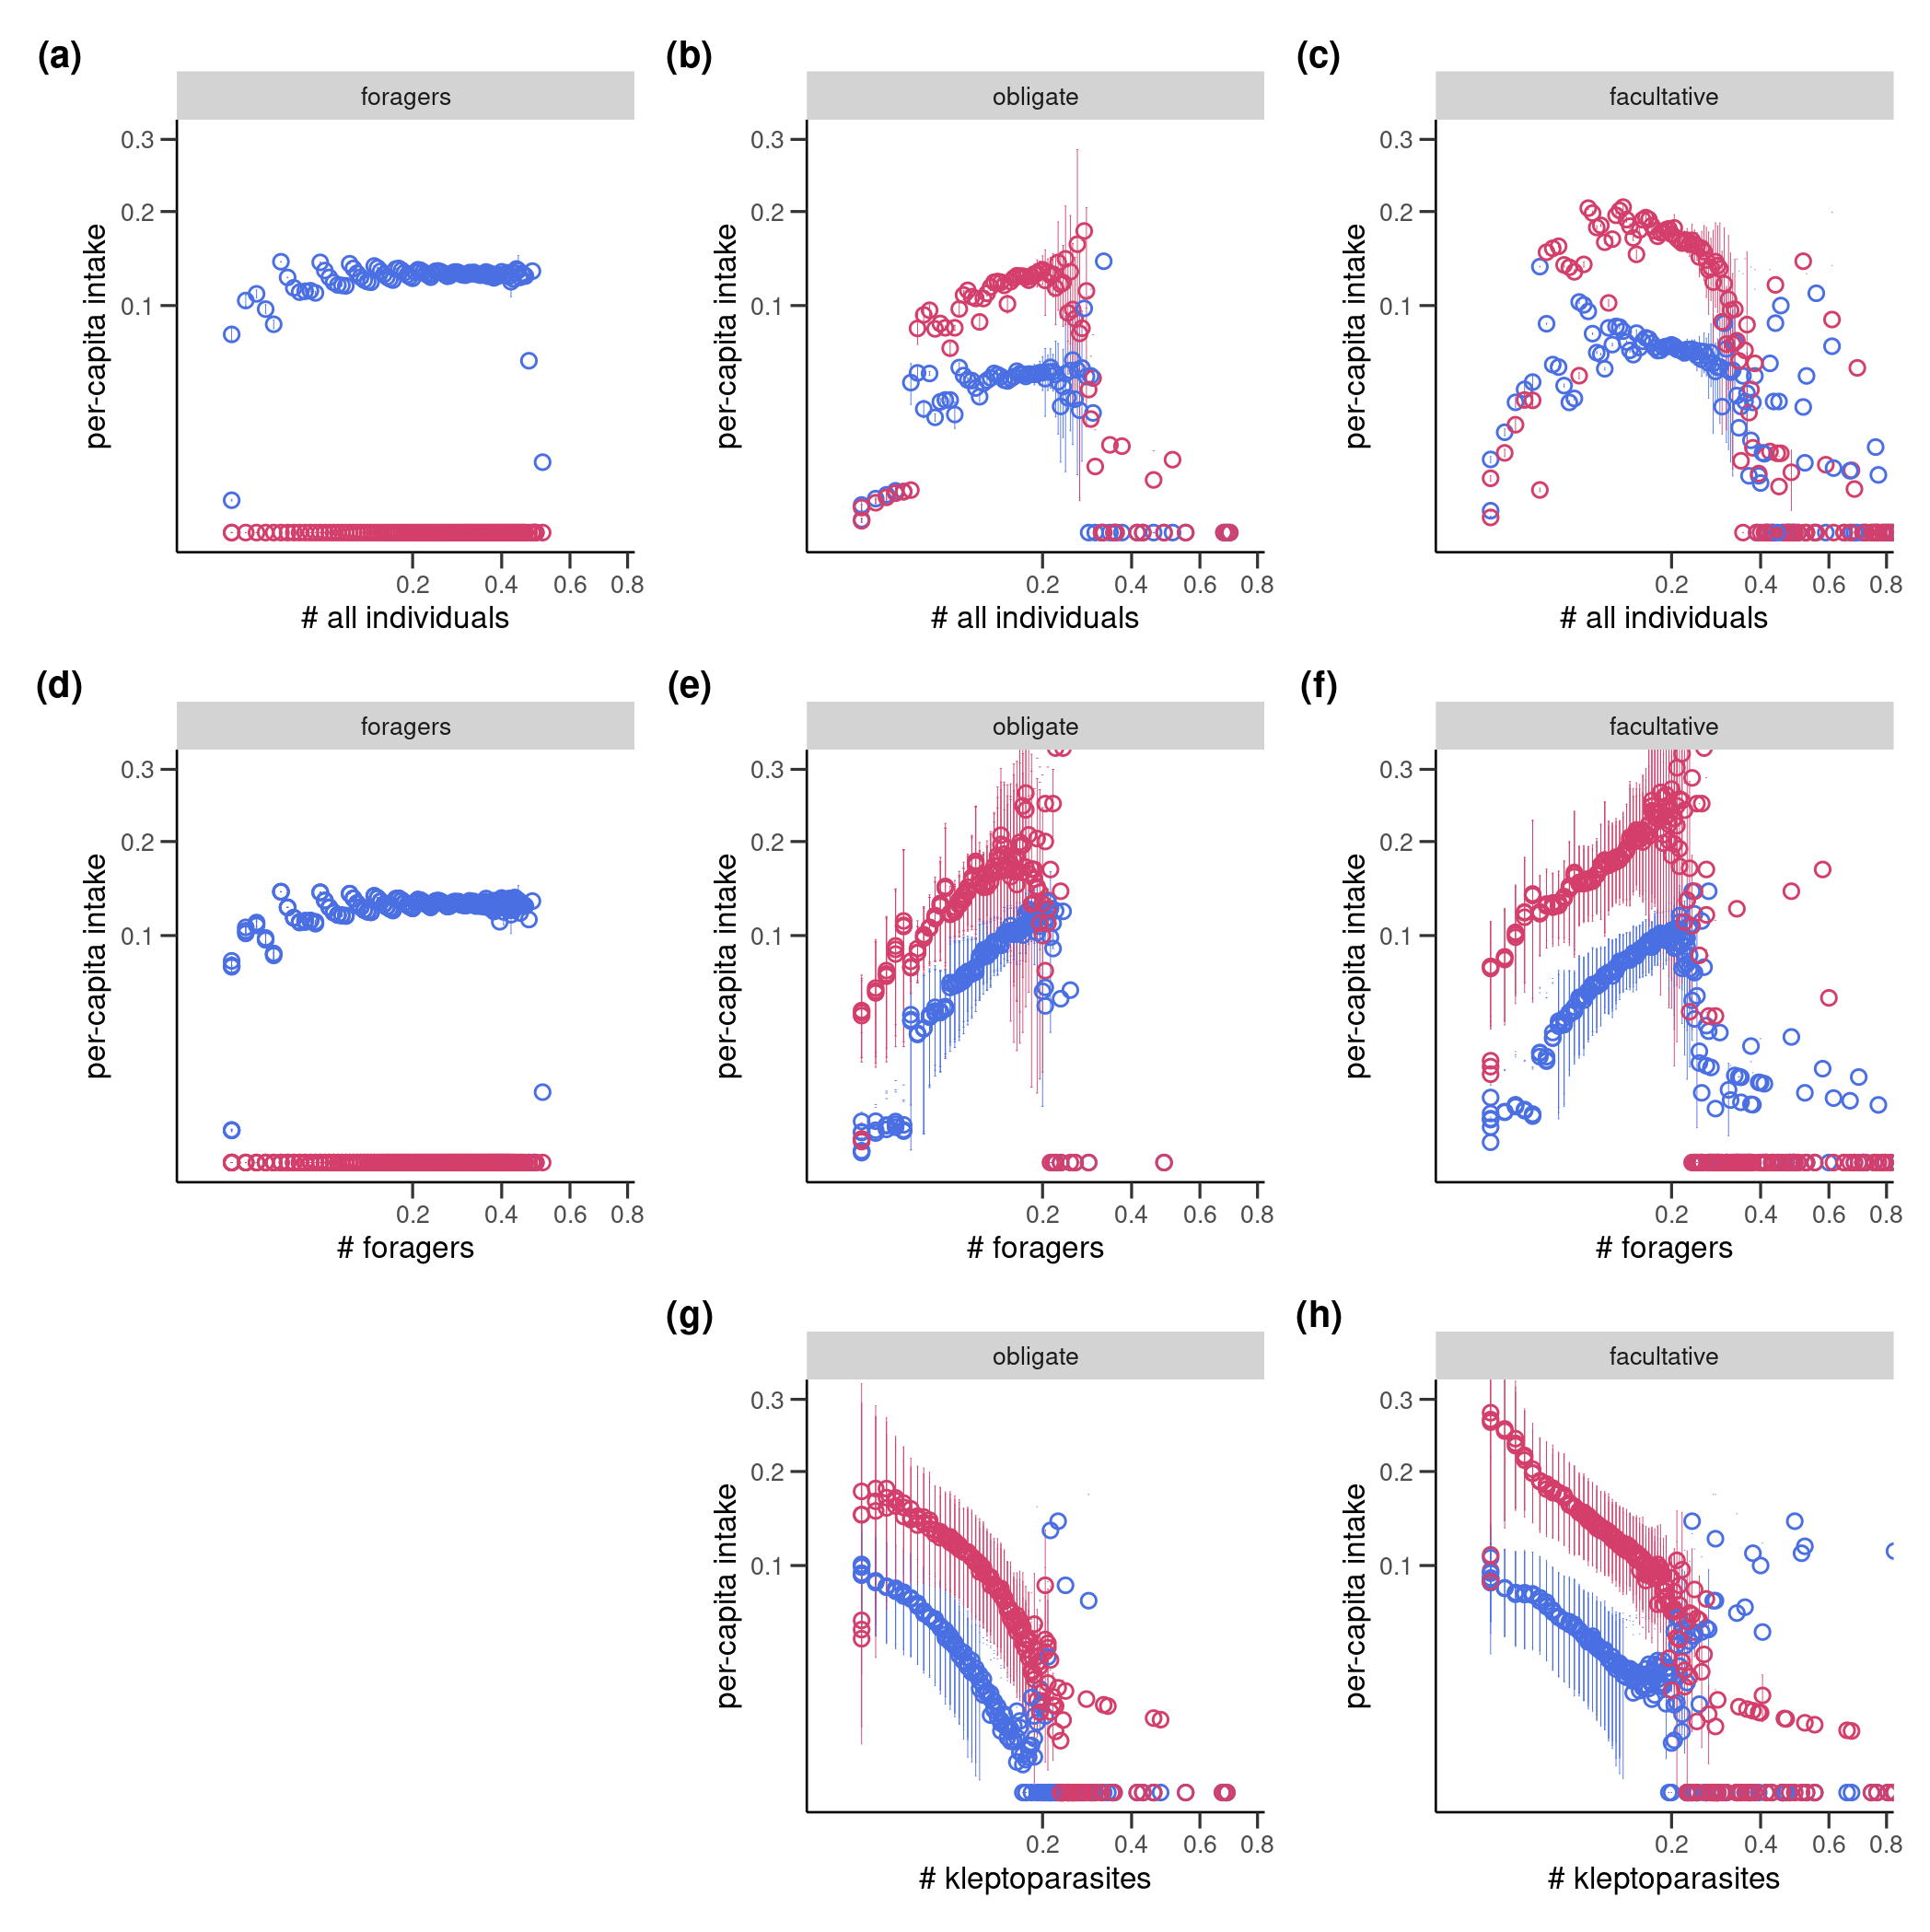 (a)
foragers
0.3
0.2
0.1
per-capita intake
0.2 0.4 0.6 0.8
# all individuals
(b)
obligate
0.3
0.2
0.1
per-capita intake
0.2 0.4 0.6 0.8
# all individuals
(c)
facultative
0.3
0.2
0.1
per-capita intake
0.2 0.4 0.6 0.8
# all individuals
(d)
foragers
0.3
0.2
0.1
per-capita intake
0.2 0.4 0.6 0.8
# foragers
(e)
obligate
0.3
0.2
0.1
per-capita intake
0.2 0.4 0.6 0.8
# foragers
(f)
facultative
0.3
0.2
0.1
per-capita intake
0.2 0.4 0.6 0.8
# foragers
(g)
obligate
0.3
0.2
0.1
per-capita intake
0.2 0.4 0.6 0.8
# kleptoparasites
(h)
facultative
0.3
0.2
0.1
per-capita intake
0.2 0.4 0.6 0.8
# kleptoparasites